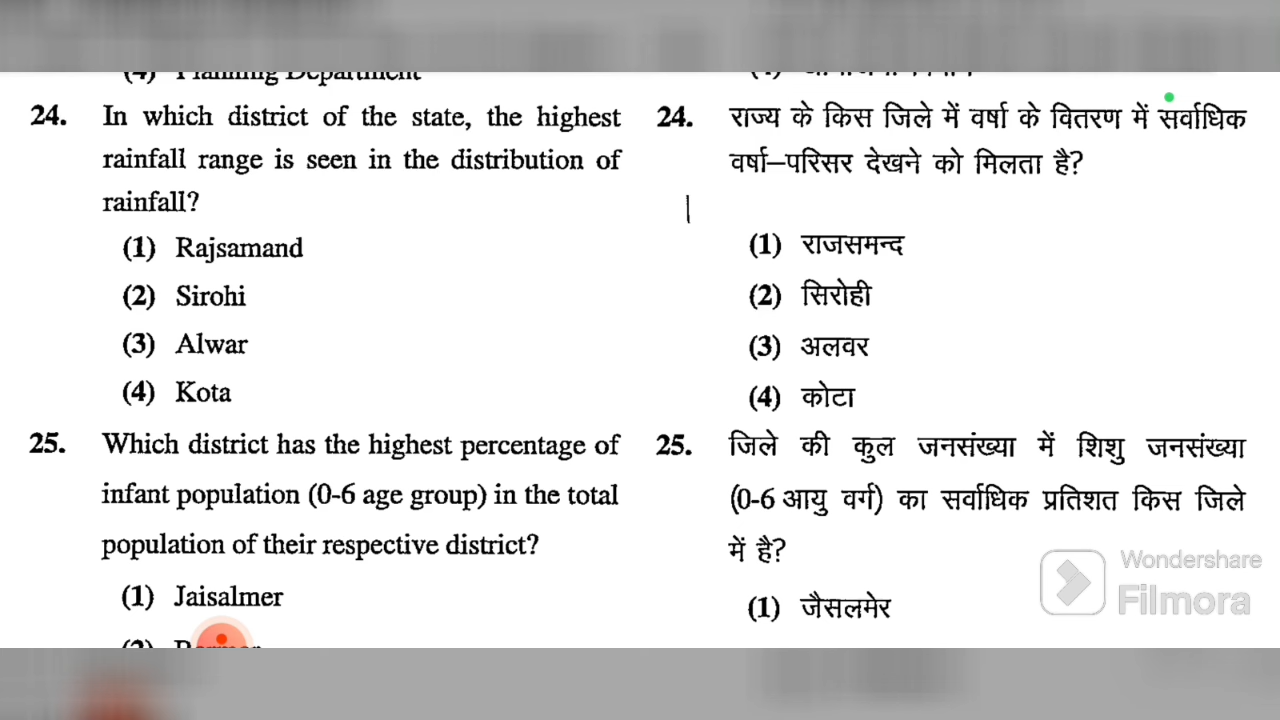 (4) Planning Department
24. In which district of the state, the highest
rainfall range is seen in the distribution of
rainfall?
(1) Rajsamand
(2) Sirohi
(3) Alwar
(4) Kota
25. Which district has the highest percentage of
infant population (0-6 age group) in the total
population of their respective district?
(1) Jaisalmer
24. राज्य के किस जिले में वर्षा के वितरण में सर्वाधिक
वर्षा–परिसर देखने को मिलता है?
(1) राजसमन्द
(2) सिरोही
(3) अलवर
(4) कोटा
25. जिले की कुल जनसंख्या में शिशु जनसंख्या
(0-6 आयु वर्ग) का सर्वाधिक प्रतिशत किस जिले
में है?
(1) जैसलमेर
Wondershare
Filmora